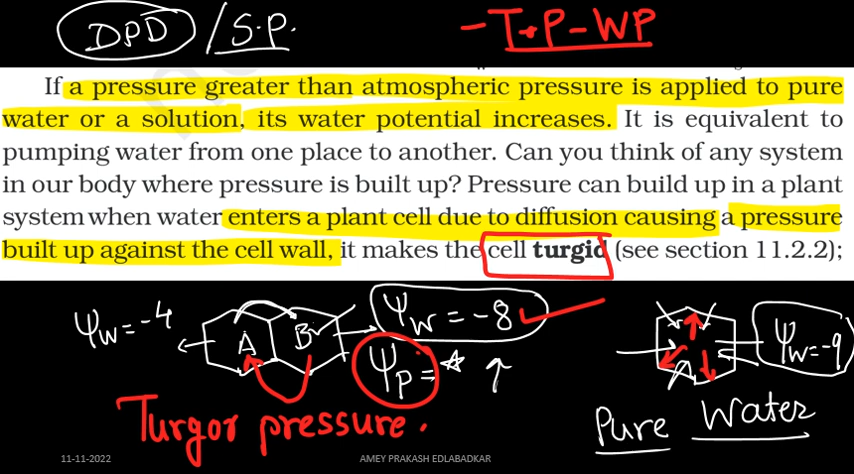 DPD / S.P.
- T.P - WP
If a pressure greater than atmospheric pressure is applied to pure
water or a solution, its water potential increases. It is equivalent to
pumping water from one place to another. Can you think of any system
in our body where pressure is built up? Pressure can build up in a plant
system when water enters a plant cell due to diffusion causing a pressure
built up against the cell wall, it makes the cell turgid (see section 11.2.2);
Ψw = -4
A
B
Ψw = -8
Ψp =
A
Ψw = -9
Turgor pressure.
Pure Water
11-11-2022
AMEY PRAKASH EDLABADKAR